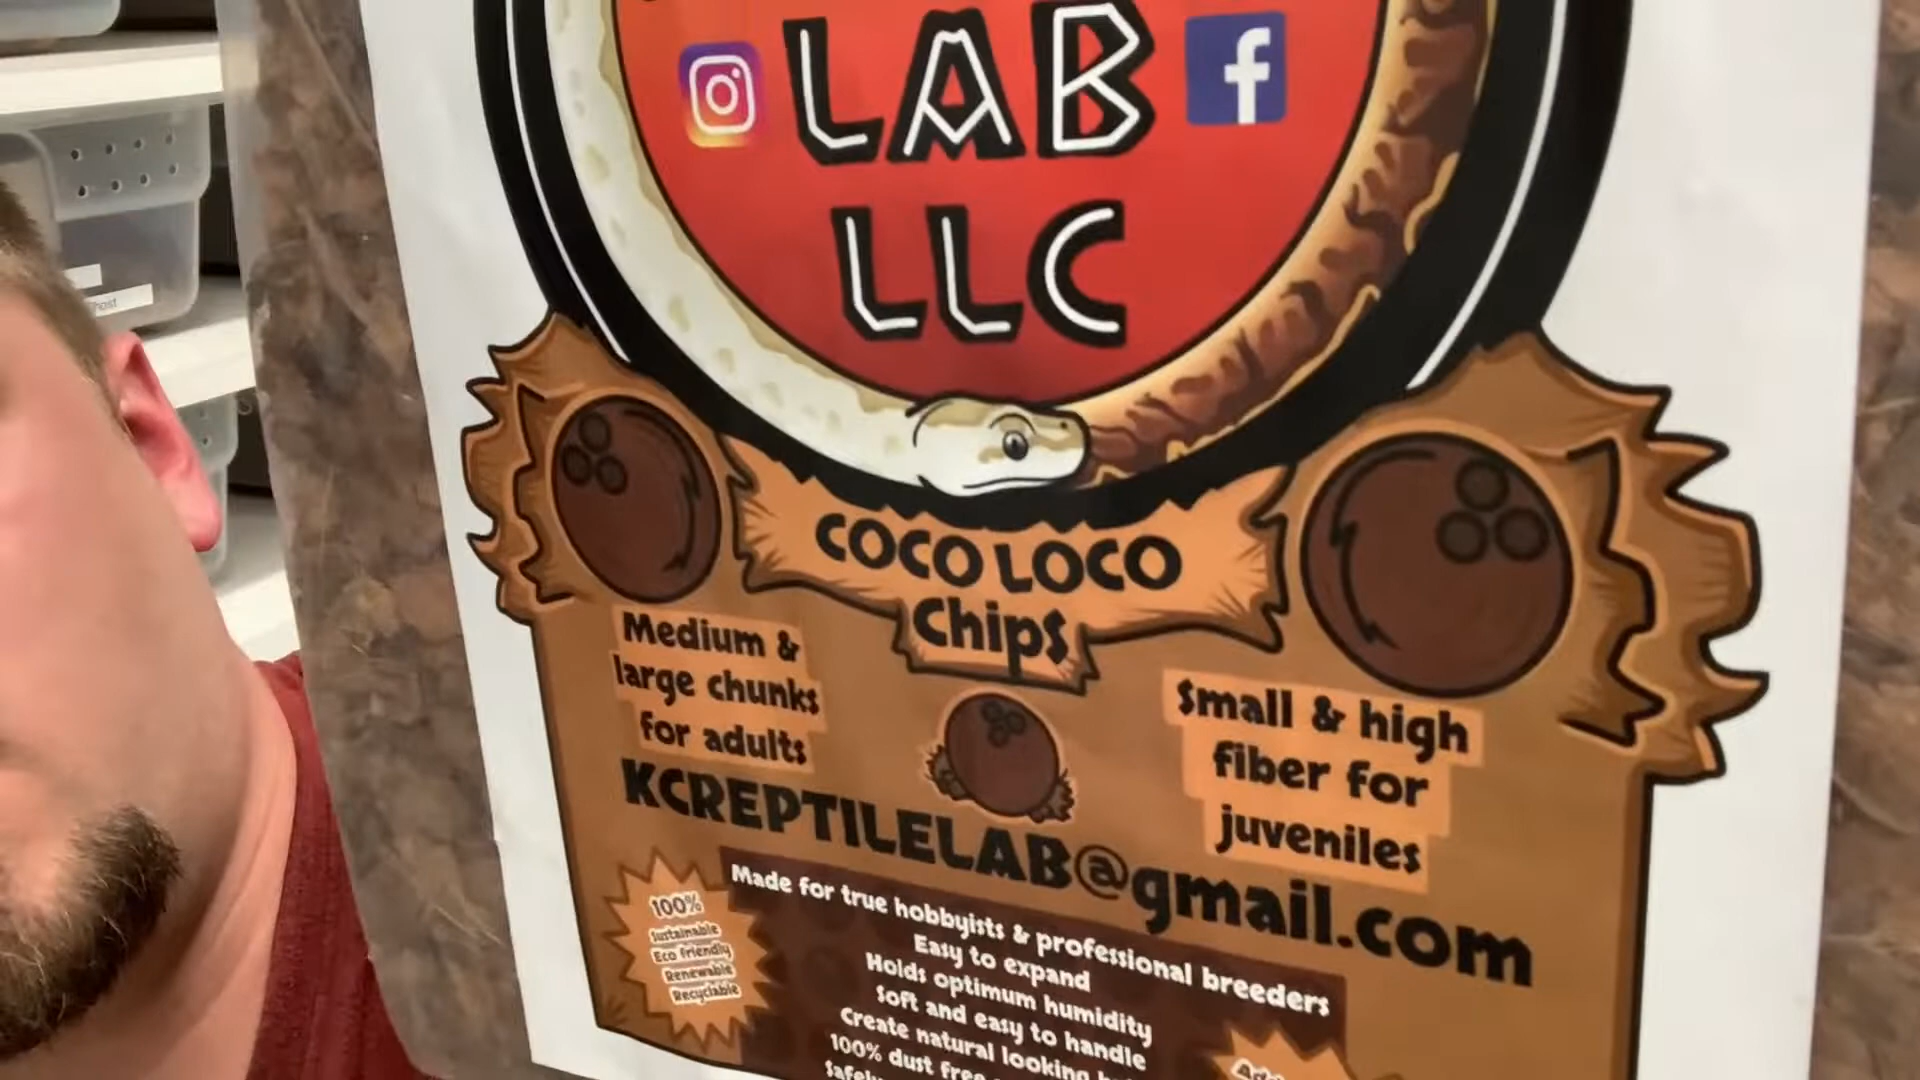 LAB
LLC
COCO LOCO
Chips
Medium &
large chunks
for adults
Small & high
fiber for
juveniles
KCREPTILELAB@gmail.com
100%
Sustainable
Eco friendly
Renewable
Recyclable
Made for true hobbyists & professional breeders
Easy to expand
Holds optimum humidity
Soft and easy to handle
Create natural looking
100% dust free